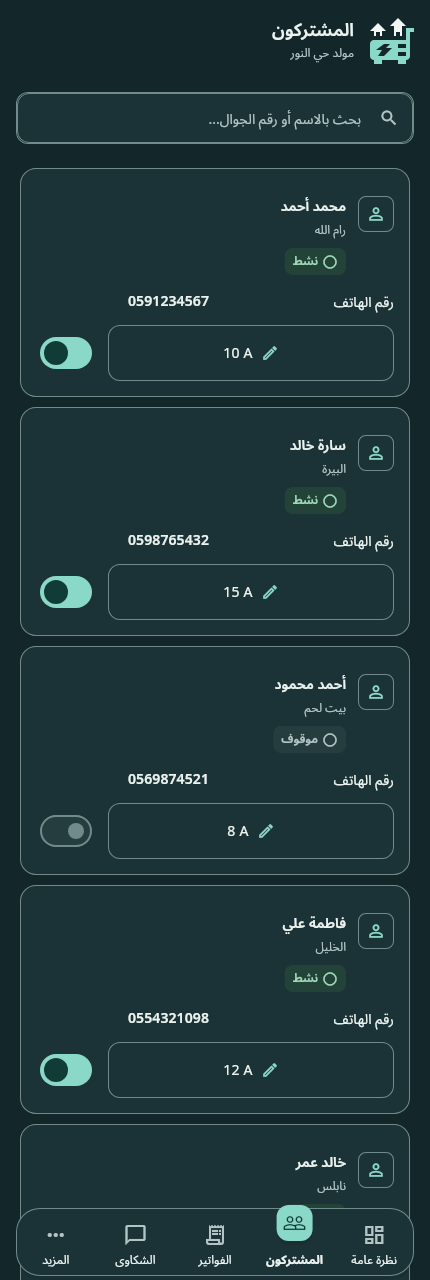 المشتركون
مولد حي النور
بحث بالاسم أو رقم الجوال...
محمد أحمد
رام الله
نشط
رقم الهاتف 0591234567
10 A
سارة خالد
البيرة
نشط
رقم الهاتف 0598765432
15 A
أحمد محمود
بيت لحم
موقوف
رقم الهاتف 0569874521
8 A
فاطمة علي
الخليل
نشط
رقم الهاتف 0554321098
12 A
خالد عمر
نابلس
نظرة عامة المشتركون الفواتير الشكاوى المزيد